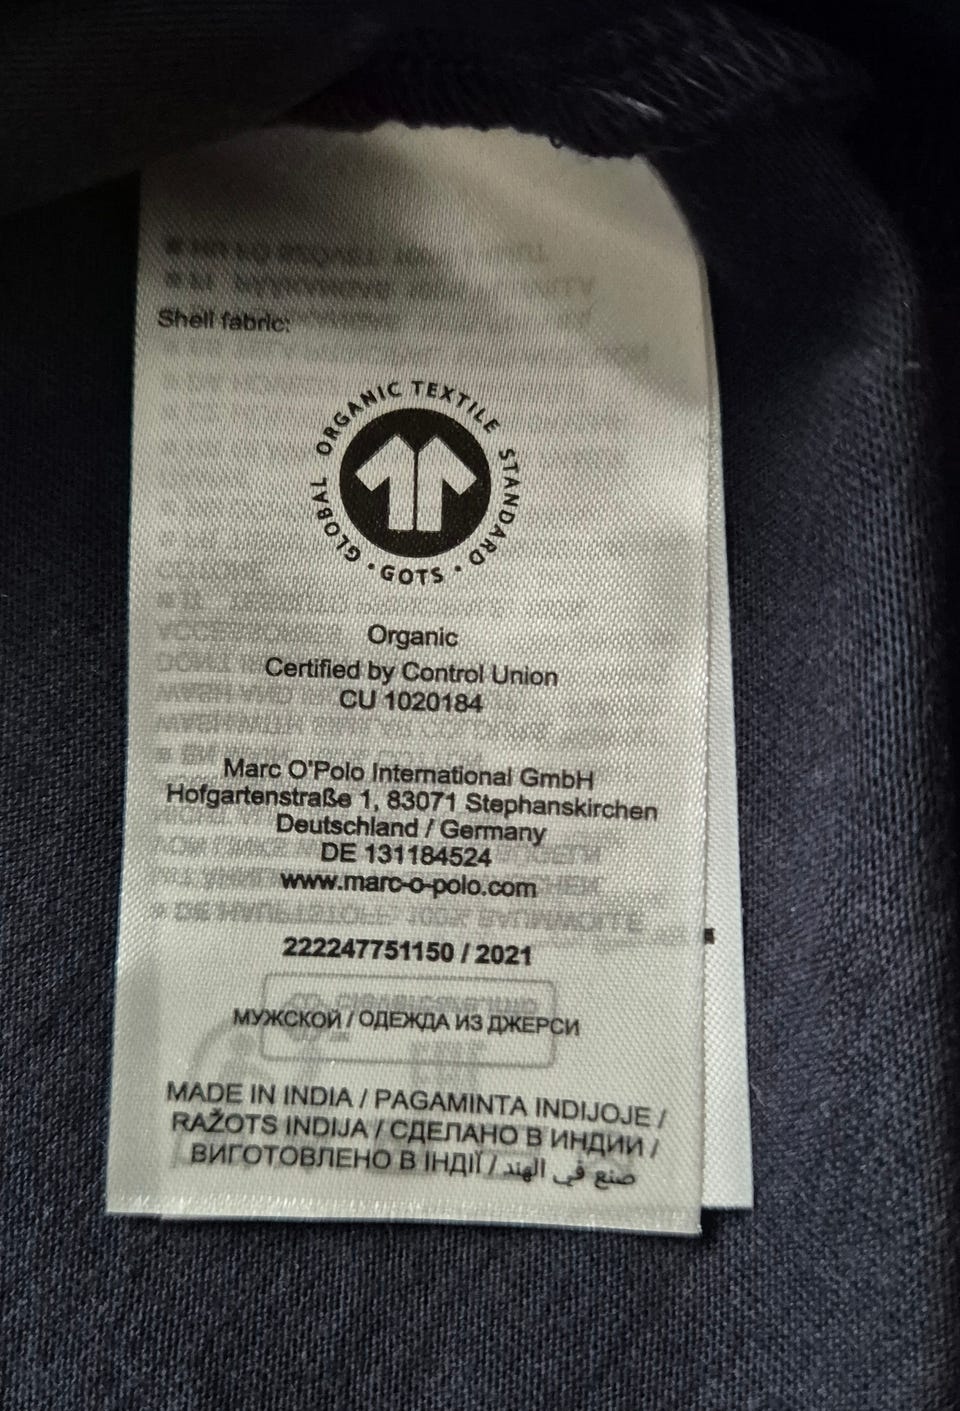 Shell fabric:
GLOBAL ORGANIC TEXTILE STANDARD
· GOTS ·
Organic
Certified by Control Union
CU 1020184
Marc O'Polo International GmbH
Hofgartenstraße 1, 83071 Stephanskirchen
Deutschland / Germany
DE 131184524
www.marc-o-polo.com
222247751150 / 2021
МУЖСКОЙ / ОДЕЖДА ИЗ ДЖЕРСИ
MADE IN INDIA / PAGAMINTA INDIJOJE /
RAŽOTS INDIJA / СДЕЛАНО В ИНДИИ /
ВИГОТОВЛЕНО В ІНДІЇ / صنع في الهند